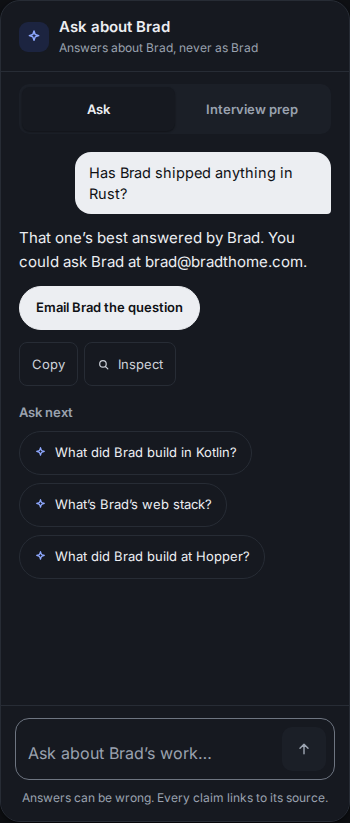 Ask about Brad
Answers about Brad, never as Brad
Ask
Interview prep
Has Brad shipped anything in
Rust?
That one’s best answered by Brad. You
could ask Brad at brad@bradthome.com.
Email Brad the question
Copy
Inspect
Ask next
What did Brad build in Kotlin?
What’s Brad’s web stack?
What did Brad build at Hopper?
Ask about Brad’s work…
Answers can be wrong. Every claim links to its source.